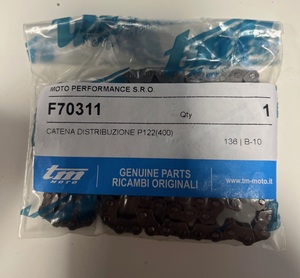 MOTO PERFORMANCE S.R.O.
F70311 Qty 1
CATENA DISTRIBUZIONE P122(400)
136 | B-10
tm
MOTO
GENUINE PARTS
RICAMBI ORIGINALI
www.tm-moto.it